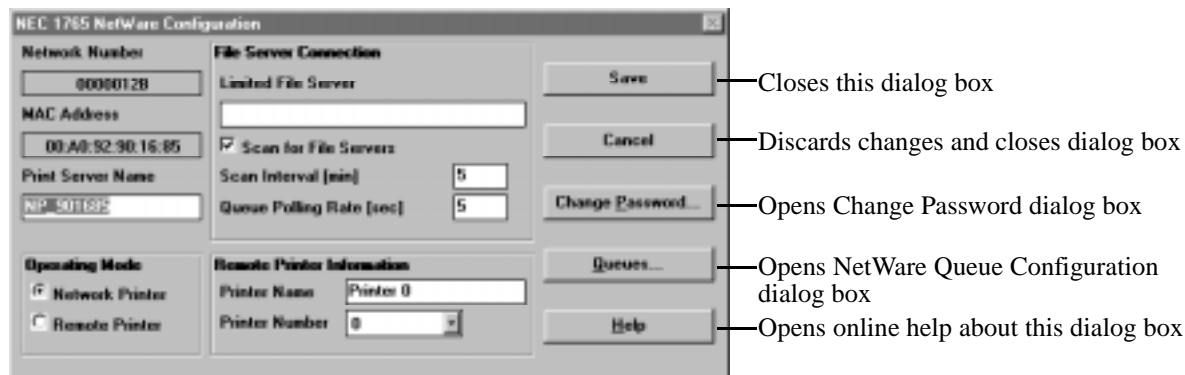 NEC 1765 NetWare Configuration
Network Number
0000012B
MAC Address
00:A0:92:90:16:85
Print Server Name
NP_901685
File Server Connection
Limited File Server
Scan for File Servers
Scan Interval (min) 5
Queue Polling Rate (sec) 5
Operating Mode
Network Printer
Remote Printer
Remote Printer Information
Printer Name Printer 0
Printer Number 0
Save
Closes this dialog box
Cancel
Discards changes and closes dialog box
Change Password...
Opens Change Password dialog box
Queues...
Opens NetWare Queue Configuration
dialog box
Help
Opens online help about this dialog box